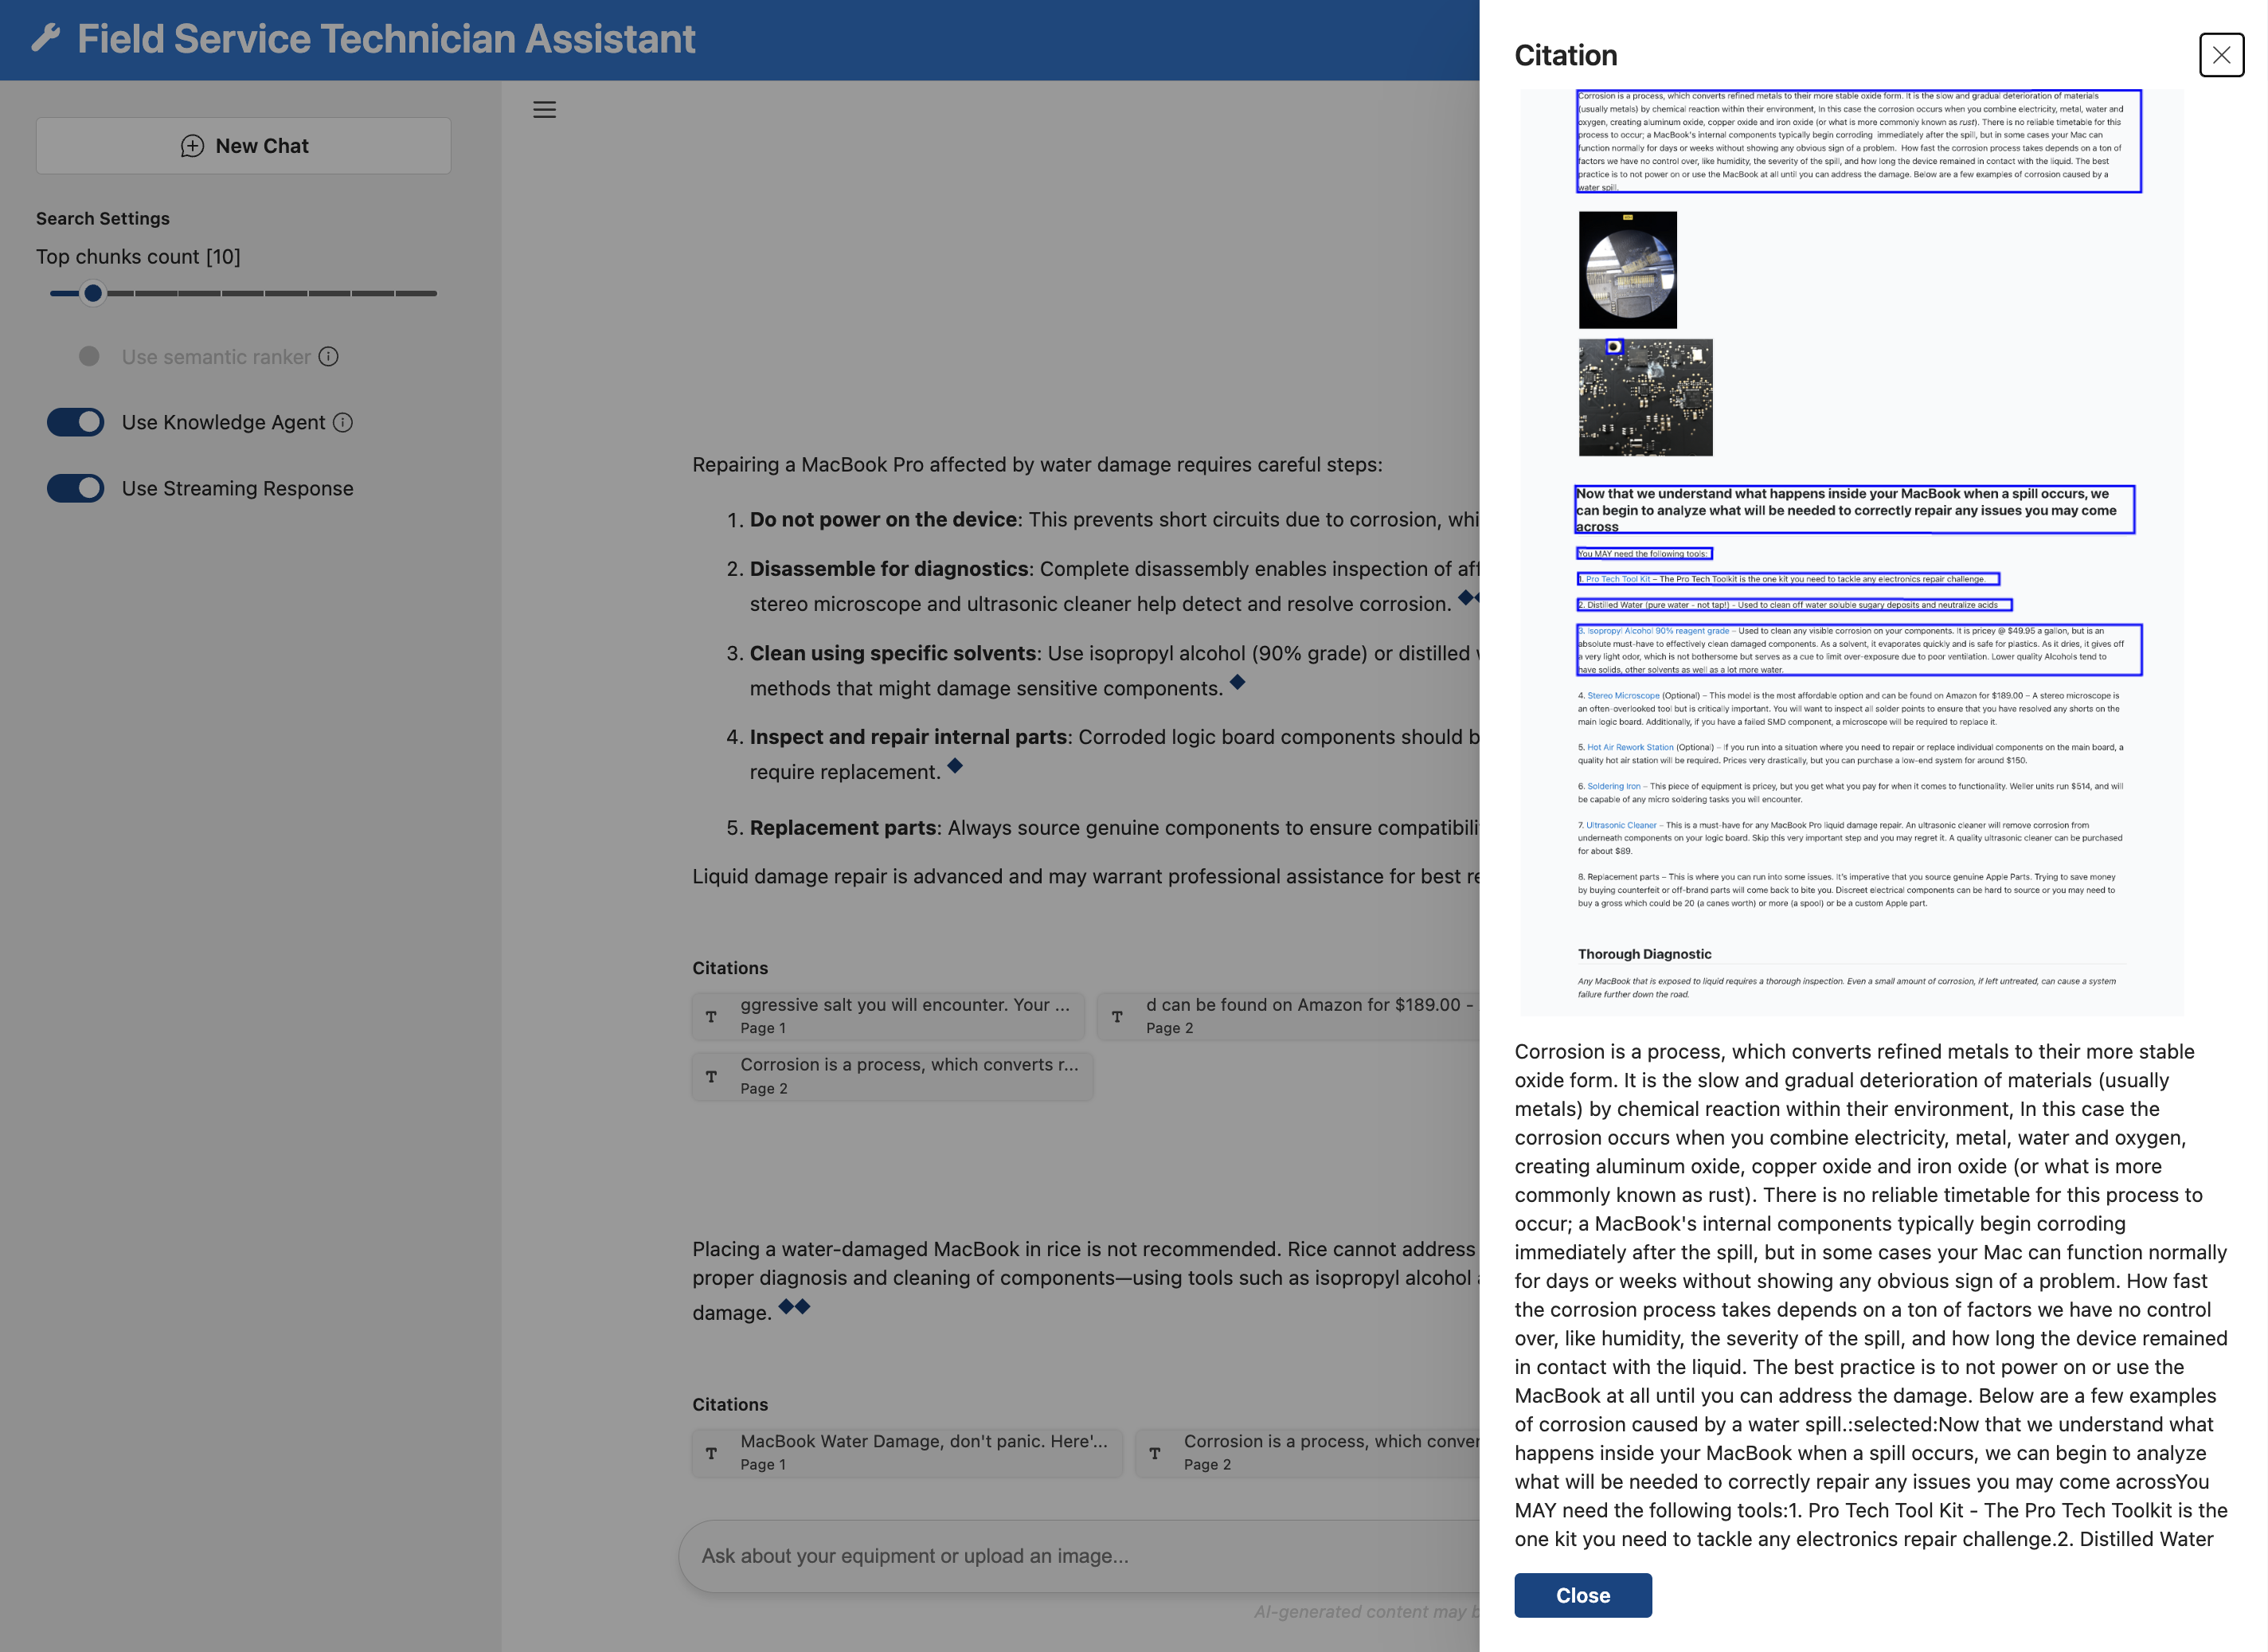 Field Service Technician Assistant
New Chat
Search Settings
Top chunks count [10]
Use semantic ranker
Use Knowledge Agent
Use Streaming Response
Repairing a MacBook Pro affected by water damage requires careful steps:
1. Do not power on the device: This prevents short circuits due to corrosion, whi
2. Disassemble for diagnostics: Complete disassembly enables inspection of aff
stereo microscope and ultrasonic cleaner help detect and resolve corrosion.
3. Clean using specific solvents: Use isopropyl alcohol (90% grade) or distilled
methods that might damage sensitive components.
4. Inspect and repair internal parts: Corroded logic board components should b
require replacement.
5. Replacement parts: Always source genuine components to ensure compatibili
Liquid damage repair is advanced and may warrant professional assistance for best re
Citations
T ggressive salt you will encounter. Your ...
Page 1
T d can be found on Amazon for $189.00 -
Page 2
T Corrosion is a process, which converts r...
Page 2
Placing a water-damaged MacBook in rice is not recommended. Rice cannot address
proper diagnosis and cleaning of components—using tools such as isopropyl alcohol
damage.
Citations
T MacBook Water Damage, don't panic. Here'...
Page 1
T Corrosion is a process, which conver
Page 2
Ask about your equipment or upload an image...
AI-generated content may b
Citation
Corrosion is a process, which converts refined metals to their more stable oxide form. It is the slow and gradual deterioration of materials
(usually metals) by chemical reaction within their environment, In this case the corrosion occurs when you combine electricity, metal, water and
oxygen, creating aluminum oxide, copper oxide and iron oxide (or what is more commonly known as rust). There is no reliable timetable for this
process to occur; a MacBook's internal components typically begin corroding immediately after the spill, but in some cases your Mac can
function normally for days or weeks without showing any obvious sign of a problem. How fast the corrosion process takes depends on a ton of
factors we have no control over, like humidity, the severity of the spill, and how long the device remained in contact with the liquid. The best
practice is to not power on or use the MacBook at all until you can address the damage. Below are a few examples of corrosion caused by a
water spill.
Now that we understand what happens inside your MacBook when a spill occurs, we
can begin to analyze what will be needed to correctly repair any issues you may come
across
You MAY need the following tools:
1. Pro Tech Tool Kit – The Pro Tech Toolkit is the one kit you need to tackle any electronics repair challenge.
2. Distilled Water (pure water - not tap!) - Used to clean off water soluble sugary deposits and neutralize acids
3. Isopropyl Alcohol 90% reagent grade – Used to clean any visible corrosion on your components. It is pricey @ $49.95 a gallon, but is an
absolute must-have to effectively clean damaged components. As a solvent, it evaporates quickly and is safe for plastics. As it dries, it gives off
a very light odor, which is not bothersome but serves as a cue to limit over-exposure due to poor ventilation. Lower quality Alcohols tend to
have solids, other solvents as well as a lot more water.
4. Stereo Microscope (Optional) – This model is the most affordable option and can be found on Amazon for $189.00 – A stereo microscope is
an often-overlooked tool but is critically important. You will want to inspect all solder points to ensure that you have resolved any shorts on the
main logic board. Additionally, if you have a failed SMD component, a microscope will be required to replace it.
5. Hot Air Rework Station (Optional) – If you run into a situation where you need to repair or replace individual components on the main board, a
quality hot air station will be required. Prices very drastically, but you can purchase a low-end system for around $150.
6. Soldering Iron – This piece of equipment is pricey, but you get what you pay for when it comes to functionality. Weller units run $514, and will
be capable of any micro soldering tasks you will encounter.
7. Ultrasonic Cleaner – This is a must-have for any MacBook Pro liquid damage repair. An ultrasonic cleaner will remove corrosion from
underneath components on your logic board. Skip this very important step and you may regret it. A quality ultrasonic cleaner can be purchased
for about $89.
8. Replacement parts – This is where you can run into some issues. It's imperative that you source genuine Apple Parts. Trying to save money
by buying counterfeit or off-brand parts will come back to bite you. Discreet electrical components can be hard to source or you may need to
buy a gross which could be 20 (a canes worth) or more (a spool) or be a custom Apple part.
Thorough Diagnostic
Any MacBook that is exposed to liquid requires a thorough inspection. Even a small amount of corrosion, if left untreated, can cause a system
failure further down the road.
Corrosion is a process, which converts refined metals to their more stable
oxide form. It is the slow and gradual deterioration of materials (usually
metals) by chemical reaction within their environment, In this case the
corrosion occurs when you combine electricity, metal, water and oxygen,
creating aluminum oxide, copper oxide and iron oxide (or what is more
commonly known as rust). There is no reliable timetable for this process to
occur; a MacBook's internal components typically begin corroding
immediately after the spill, but in some cases your Mac can function normally
for days or weeks without showing any obvious sign of a problem. How fast
the corrosion process takes depends on a ton of factors we have no control
over, like humidity, the severity of the spill, and how long the device remained
in contact with the liquid. The best practice is to not power on or use the
MacBook at all until you can address the damage. Below are a few examples
of corrosion caused by a water spill.:selected:Now that we understand what
happens inside your MacBook when a spill occurs, we can begin to analyze
what will be needed to correctly repair any issues you may come acrossYou
MAY need the following tools:1. Pro Tech Tool Kit - The Pro Tech Toolkit is the
one kit you need to tackle any electronics repair challenge.2. Distilled Water
Close